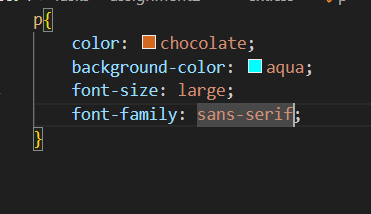 p{
color: chocolate;
background-color: aqua;
font-size: large;
font-family: sans-serif;
}